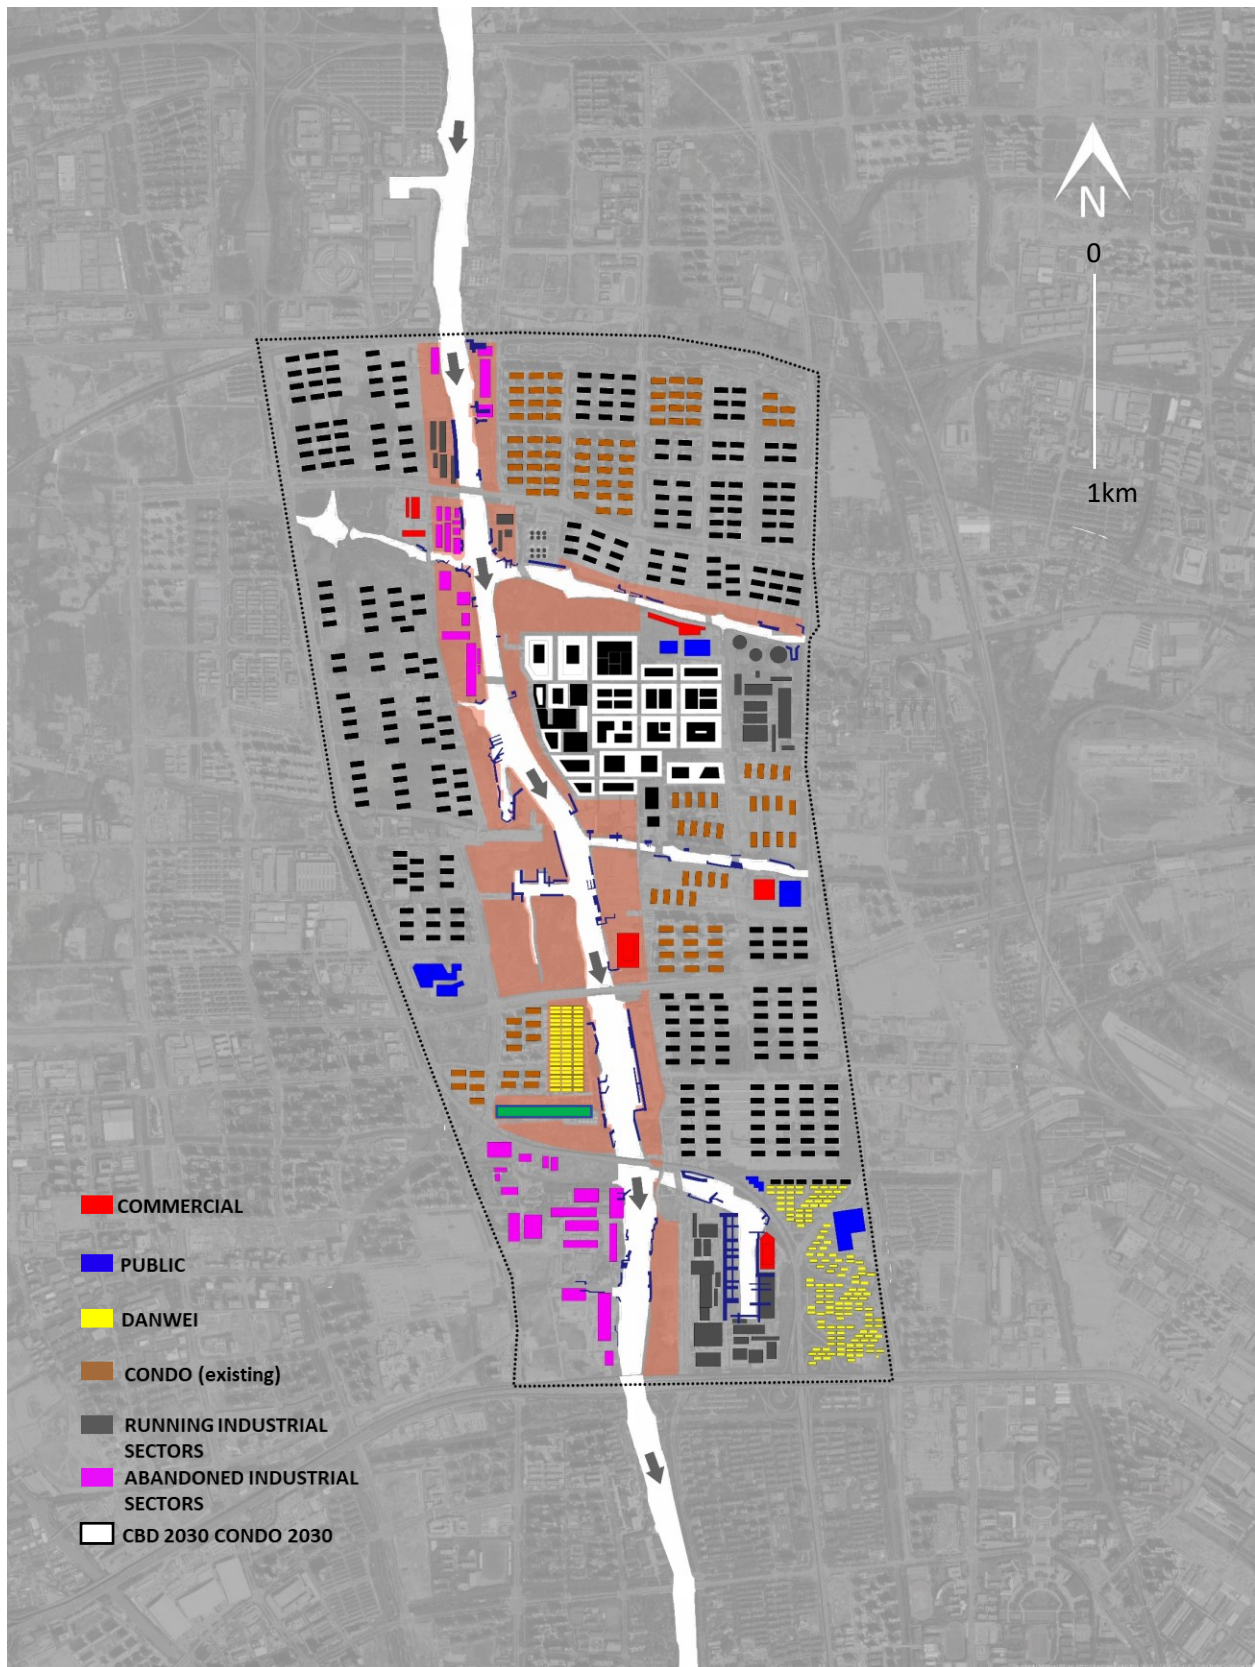 N
0
1km
COMMERCIAL
PUBLIC
DANWEI
CONDO (existing)
RUNNING INDUSTRIAL
SECTORS
ABANDONED INDUSTRIAL
SECTORS
CBD 2030 CONDO 2030